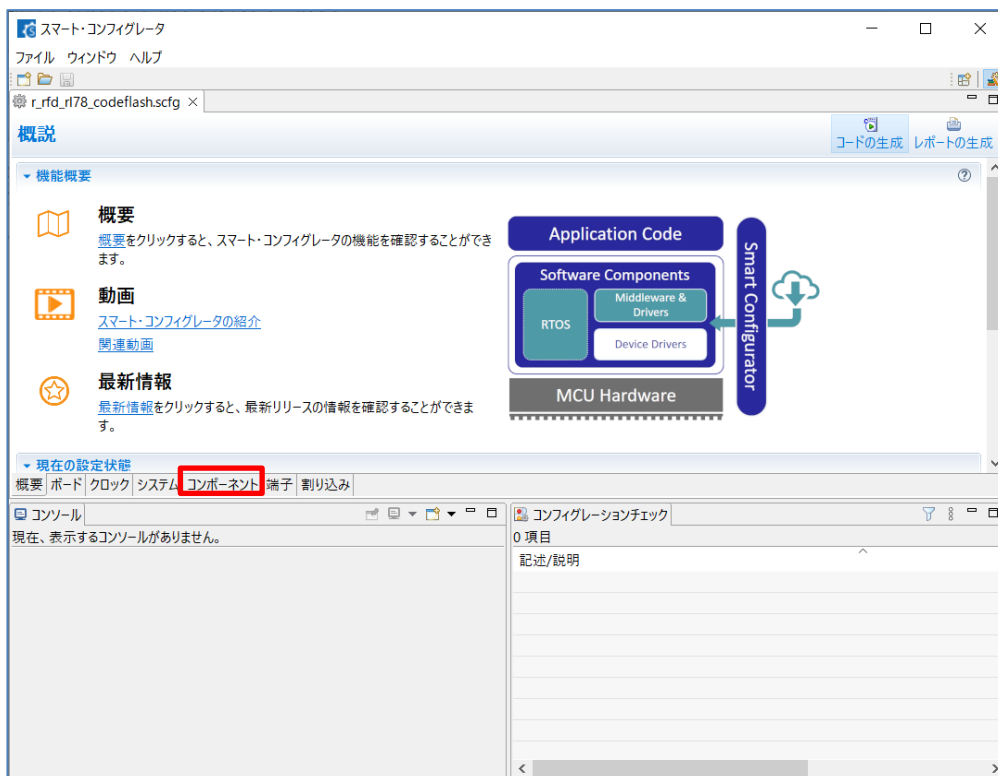 スマート・コンフィグレータ
ファイル ウィンドウ ヘルプ
r_rfd_rl78_codeflash.scfg
概説
コードの生成 レポートの生成
機能概要
概要
概要をクリックすると、スマート・コンフィグレータの機能を確認することができ
ます。
動画
スマート・コンフィグレータの紹介
関連動画
最新情報
最新情報をクリックすると、最新リリースの情報を確認することができま
す。
Application Code
Software Components
RTOS
Middleware &
Drivers
Device Drivers
MCU Hardware
Smart Configurator
現在の設定状態
概要 ボード クロック システム コンポーネント 端子 割り込み
コンソール
現在、表示するコンソールがありません。
コンフィグレーションチェック
0 項目
記述/説明